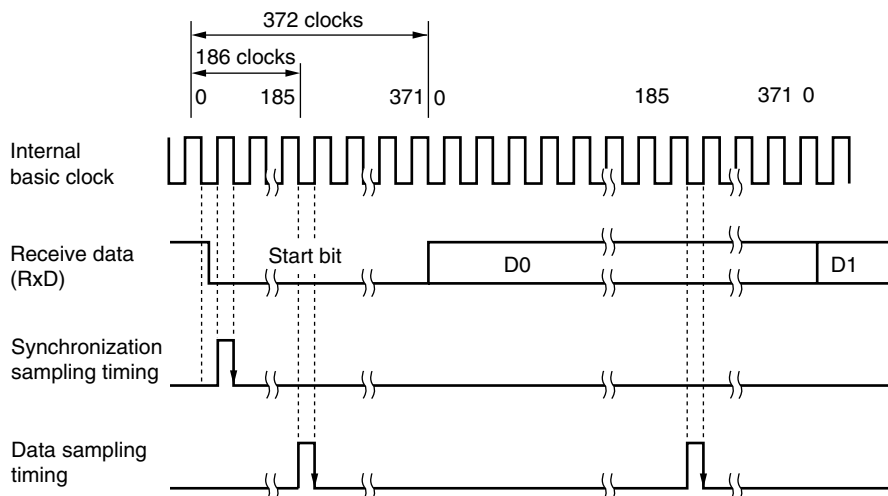 372 clocks
186 clocks
0 185 371 0 185 371 0
Internal
basic clock
Receive data
(RxD)
Start bit D0 D1
Synchronization
sampling timing
Data sampling
timing